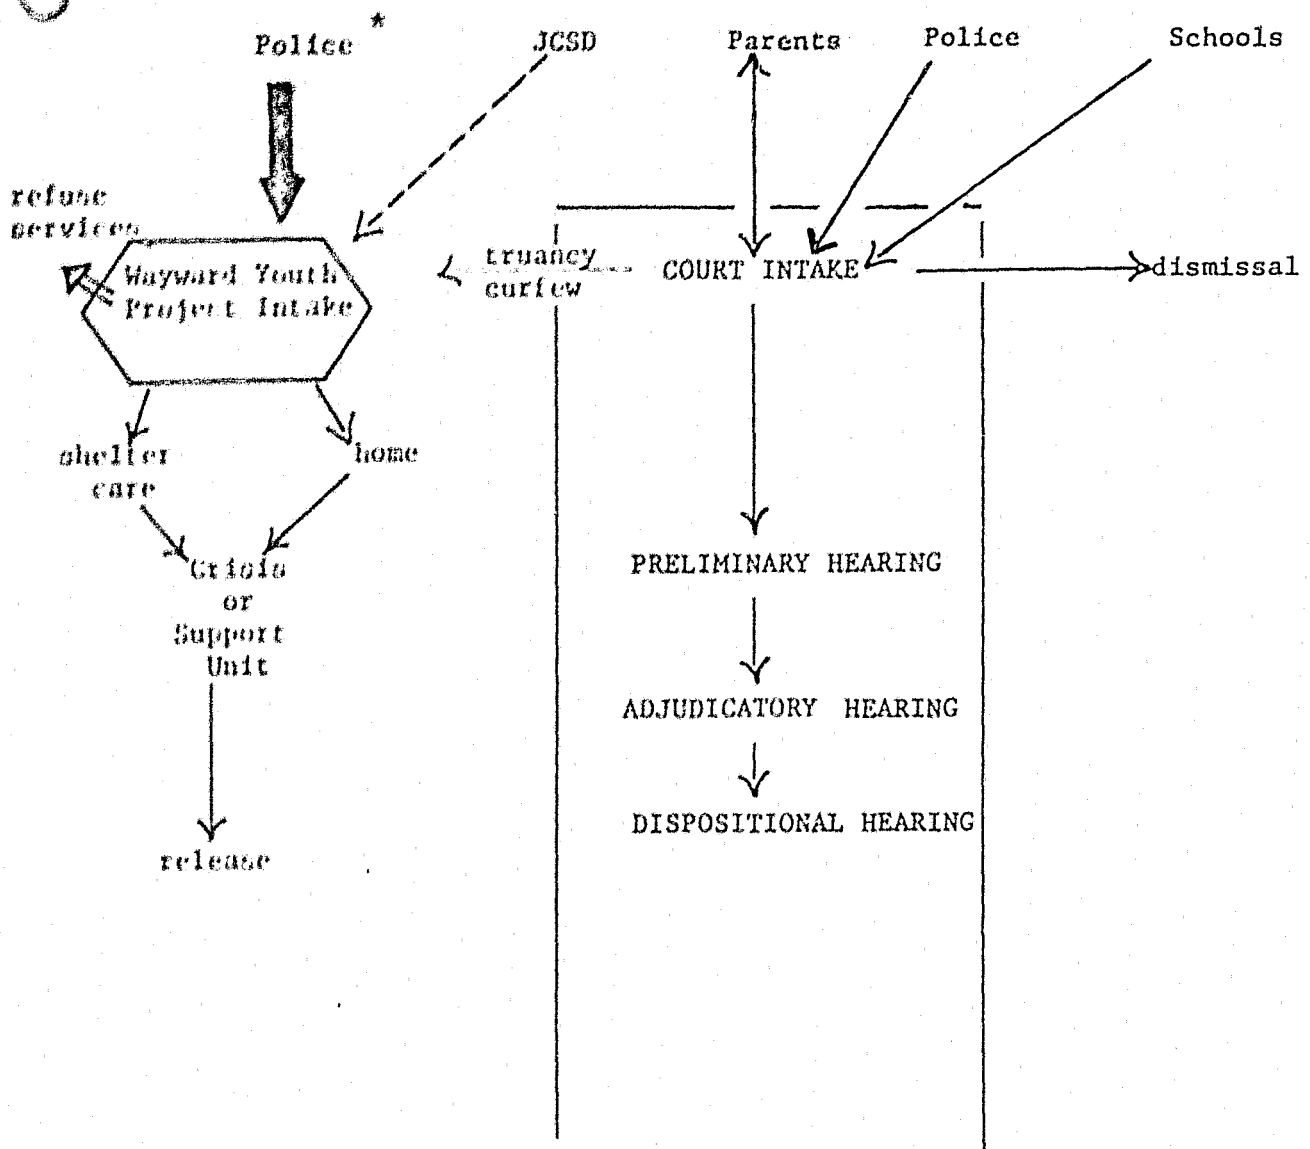 Police * JCSD Parents Police Schools
refuse
services
Wayward Youth
Project Intake
truancy
curfew
COURT INTAKE
dismissal
shelter
care
home
Crisis
or
Support
Unit
PRELIMINARY HEARING
ADJUDICATORY HEARING
DISPOSITIONAL HEARING
release